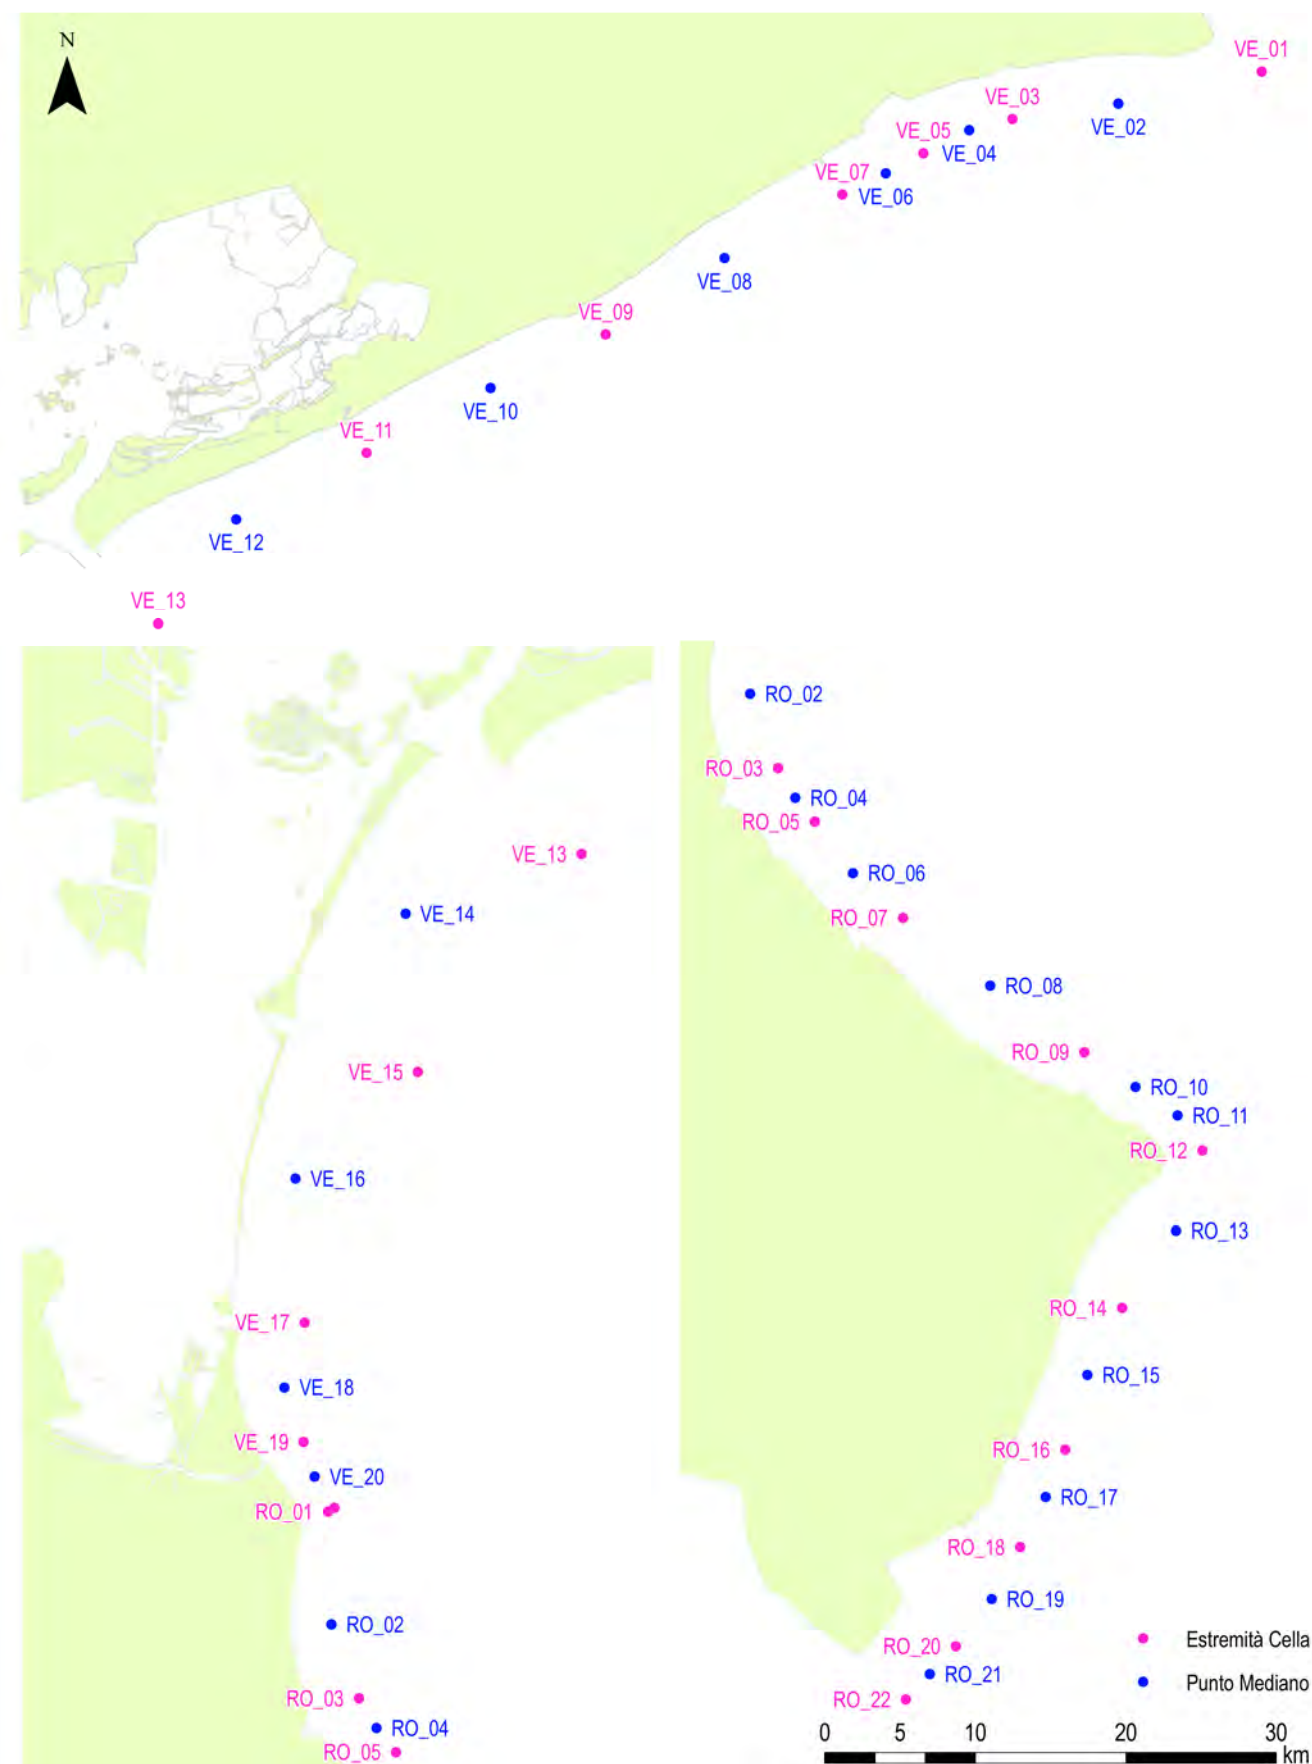 N
VE_01
VE_03
VE_02
VE_05
VE_04
VE_07
VE_06
VE_08
VE_09
VE_10
VE_11
VE_12
VE_13
VE_13
VE_14
VE_15
VE_16
VE_17
VE_18
VE_19
VE_20
RO_01
RO_02
RO_03
RO_04
RO_05
RO_02
RO_03
RO_04
RO_05
RO_06
RO_07
RO_08
RO_09
RO_10
RO_11
RO_12
RO_13
RO_14
RO_15
RO_16
RO_17
RO_18
RO_19
RO_20
RO_21
RO_22
Estremità Cella
Punto Mediano
0 5 10 20 30
km